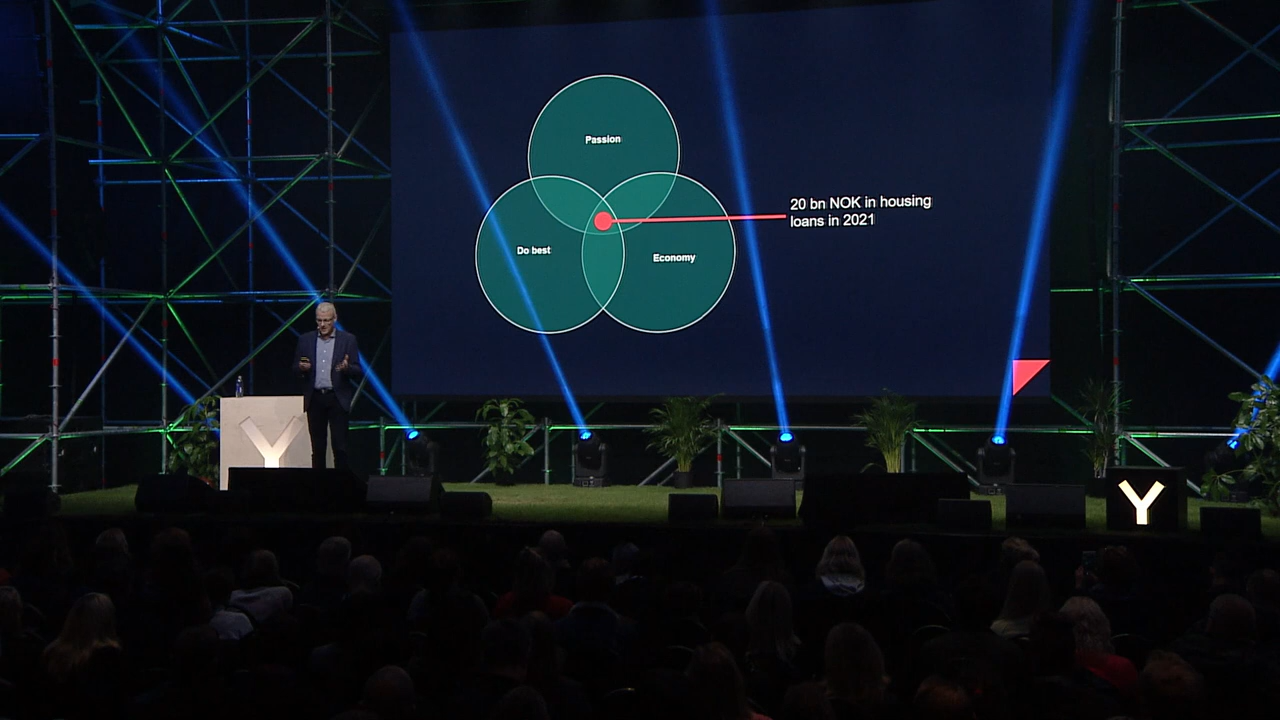 Passion
Do best
Economy
20 bn NOK in housing
loans in 2021
Y
Y